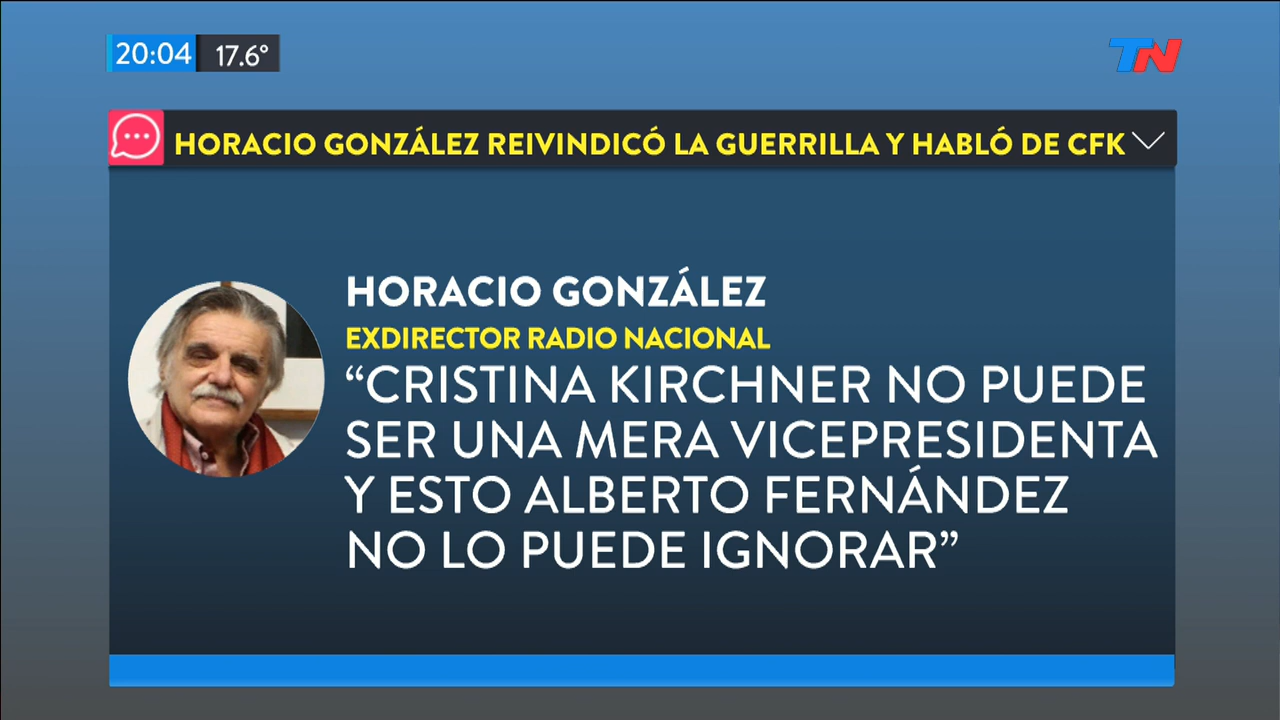 20:04 17.6°
TN
HORACIO GONZÁLEZ REIVINDICÓ LA GUERRILLA Y HABLÓ DE CFK
HORACIO GONZÁLEZ
EXDIRECTOR RADIO NACIONAL
“CRISTINA KIRCHNER NO PUEDE
SER UNA MERA VICEPRESIDENTA
Y ESTO ALBERTO FERNÁNDEZ
NO LO PUEDE IGNORAR”